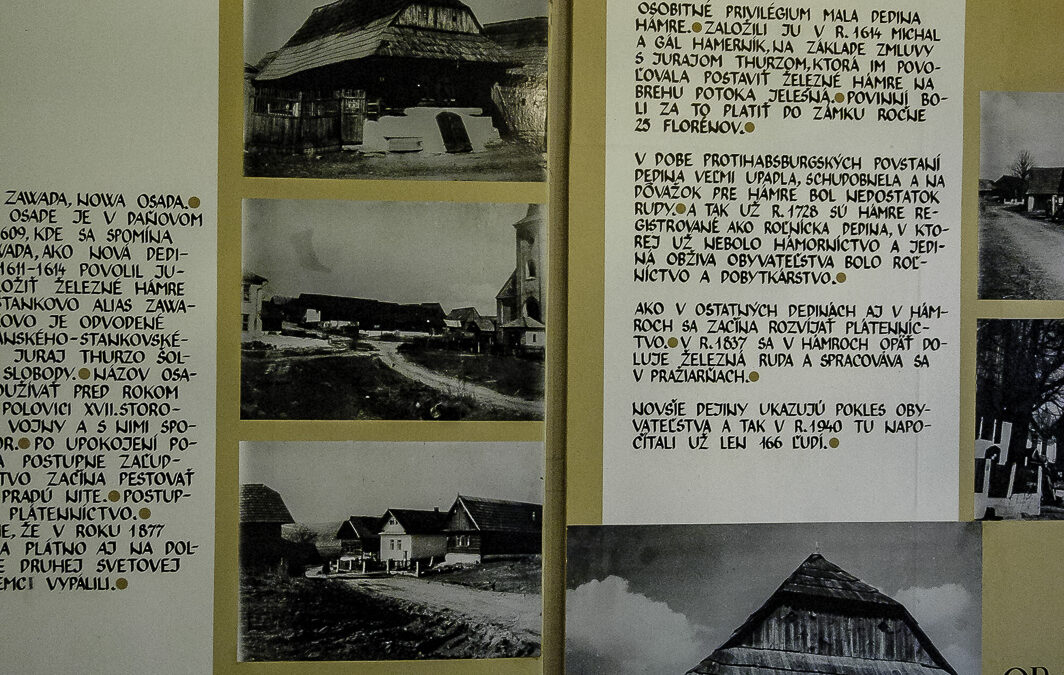 ZAWADA, NOWA OSADA.
OSADE JE V DAŇOVOM
1609, KDE SA SPOMÍNA
WADA, AKO NOVÁ DEDI-
1611-1614 POVOLIL JU-
LOŽIŤ ŽELEZNÉ HÁMRE
STANKOVO ALIAS ZAWA-
KOVO JE ODVODENÉ
ANSKÉHO-STANKOVSKÉ-
JURAJ THURZO ŠOL-
SLOBODY. NÁZOV OSA-
OUŽÍVAŤ PRED ROKOM
POLOVICI XVII. STORO-
VOJNY A S NIMI SPO-
OR. PO UPOKOJENÍ PO-
A POSTUPNE ZAĽUD-
TVO ZAČÍNA PESTOVAŤ
PRADÚ NITE. POSTUP-
PLÁTENNÍCTVO.
JE, ŽE V ROKU 1877
A PLÁTNO AJ NA DOL-
E DRUHEJ SVETOVEJ
EMCI VYPÁLILI.
OSOBITNÉ PRIVILÉGIUM MALA DEDINA
HÁMRE. ZALOŽILI JU V R. 1614 MICHAL
A GÁL HAMERNÍK, NA ZÁKLADE ZMLUVY
S JURAJOM THURZOM, KTORÁ IM POVO-
ĽOVALA POSTAVIŤ ŽELEZNÉ HÁMRE NA
BREHU POTOKA JELEŠŇA. POVINNÍ BO-
LI ZA TO PLATIŤ DO ZÁMKU ROČNE
25 FLORÉNOV.
V DOBE PROTIHABSBURGSKÝCH POVSTANÍ
DEDINA VEĽMI UPADLA, SCHUDOBNELA A NA
DÔVAŽOK PRE HÁMRE BOL NEDOSTATOK
RUDY. A TAK UŽ R. 1728 SÚ HÁMRE RE-
GISTROVANÉ AKO ROĽNÍCKA DEDINA, V KTO-
REJ UŽ NEBOLO HÁMORNÍCTVO A JEDI-
NÁ OBŽIVA OBYVATEĽSTVA BOLO ROĽ-
NÍCTVO A DOBYTKÁRSTVO.
AKO V OSTATNÝCH DEDINÁCH AJ V HÁM-
ROCH SA ZAČÍNA ROZVÍJAŤ PLÁTENNÍC-
TVO. V R. 1837 SA V HÁMROCH OPÄŤ DO-
LUJE ŽELEZNÁ RUDA A SPRACOVÁVA SA
V PRAŽIARŇACH.
NOVŠIE DEJINY UKAZUJÚ POKLES OBY-
VATEĽSTVA A TAK V R. 1940 TU NAPO-
ČÍTALI UŽ LEN 166 ĽUDÍ.